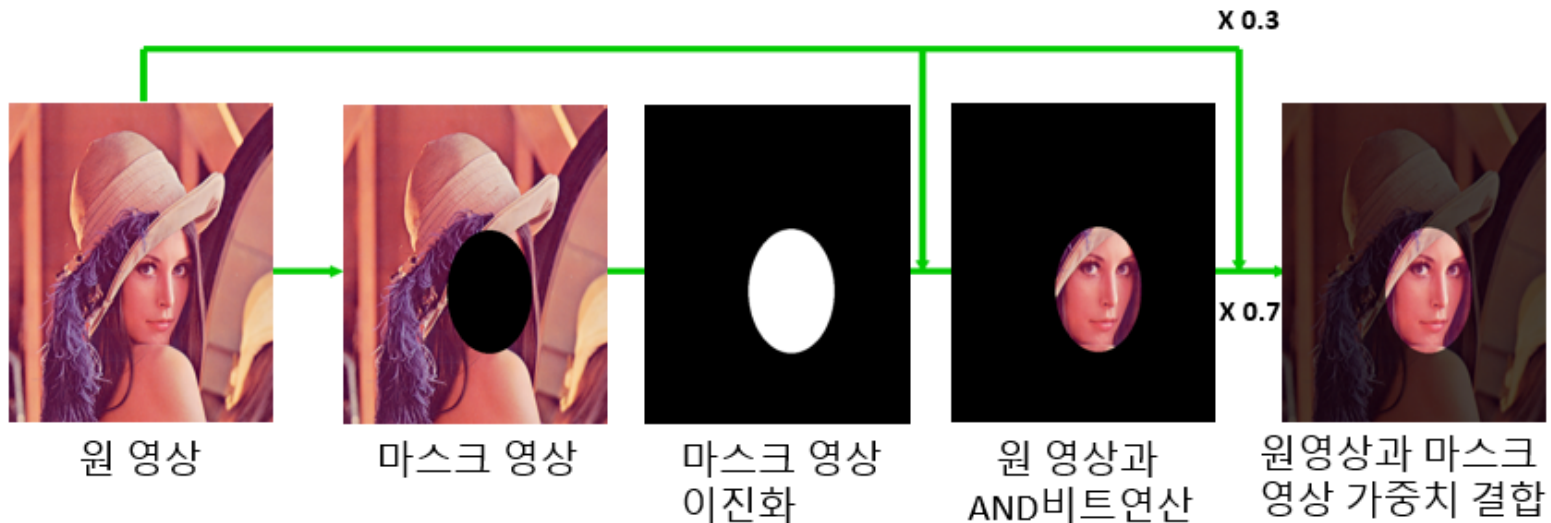 X 0.3
X 0.7
원 영상
마스크 영상
마스크 영상
이진화
원 영상과
AND비트연산
원영상과 마스크
영상 가중치 결합